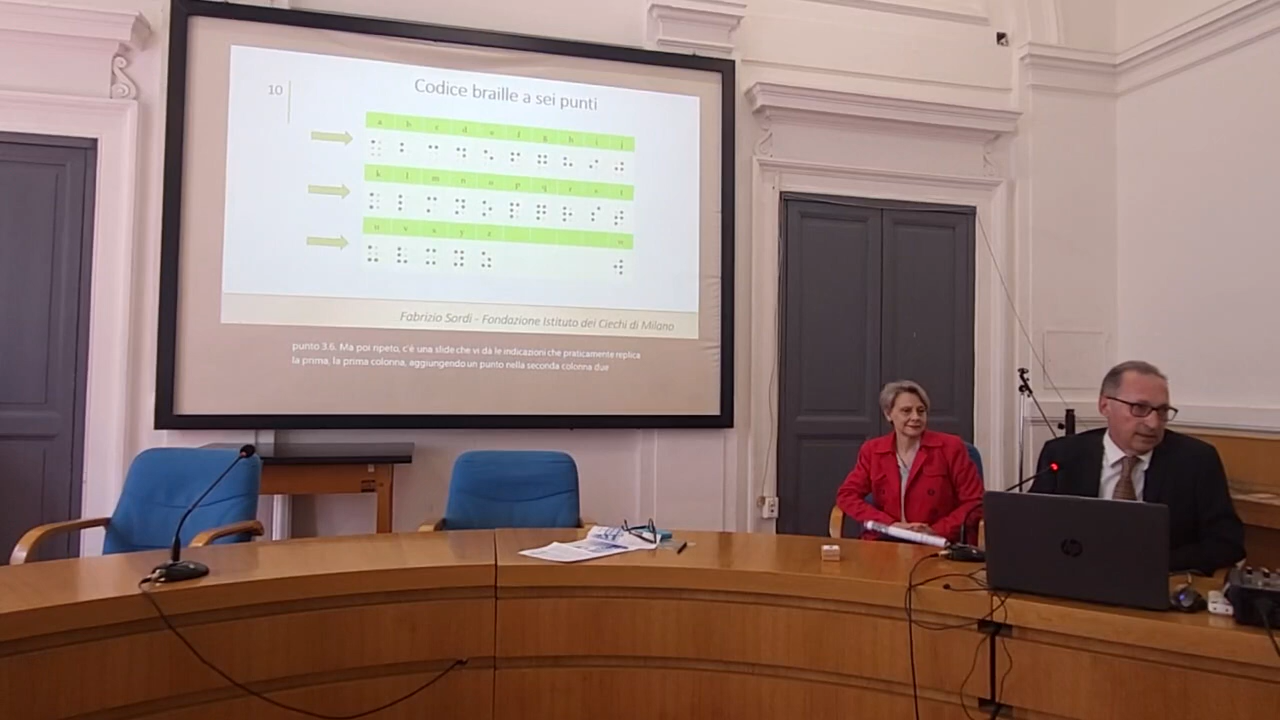 10
Codice braille a sei punti
a b c d e f g h i j
k l m n o p q r s t
u v x y z w
Fabrizio Sordi - Fondazione Istituto dei Ciechi di Milano
punto 3.6. Ma poi ripeto, c'è una slide che vi dà le indicazioni che praticamente replica
la prima, la prima colonna, aggiungendo un punto nella seconda colonna due
hp